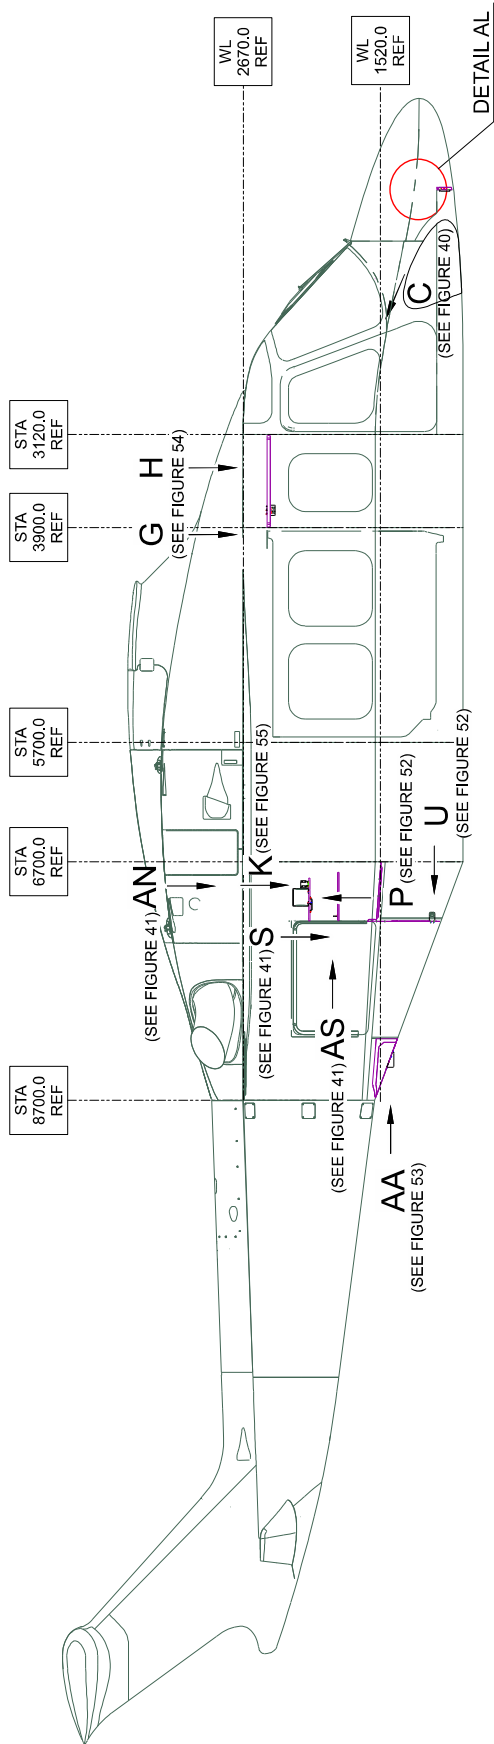 STA
8700.0
REF
STA
6700.0
REF
STA
5700.0
REF
STA
3900.0
REF
STA
3120.0
REF
WL
2670.0
REF
WL
1520.0
REF
AN
(SEE FIGURE 41)
G
H
(SEE FIGURE 54)
K
(SEE FIGURE 55)
S
(SEE FIGURE 41)
AS
(SEE FIGURE 41)
P
(SEE FIGURE 52)
U
(SEE FIGURE 52)
AA
(SEE FIGURE 53)
C
(SEE FIGURE 40)
DETAIL AL